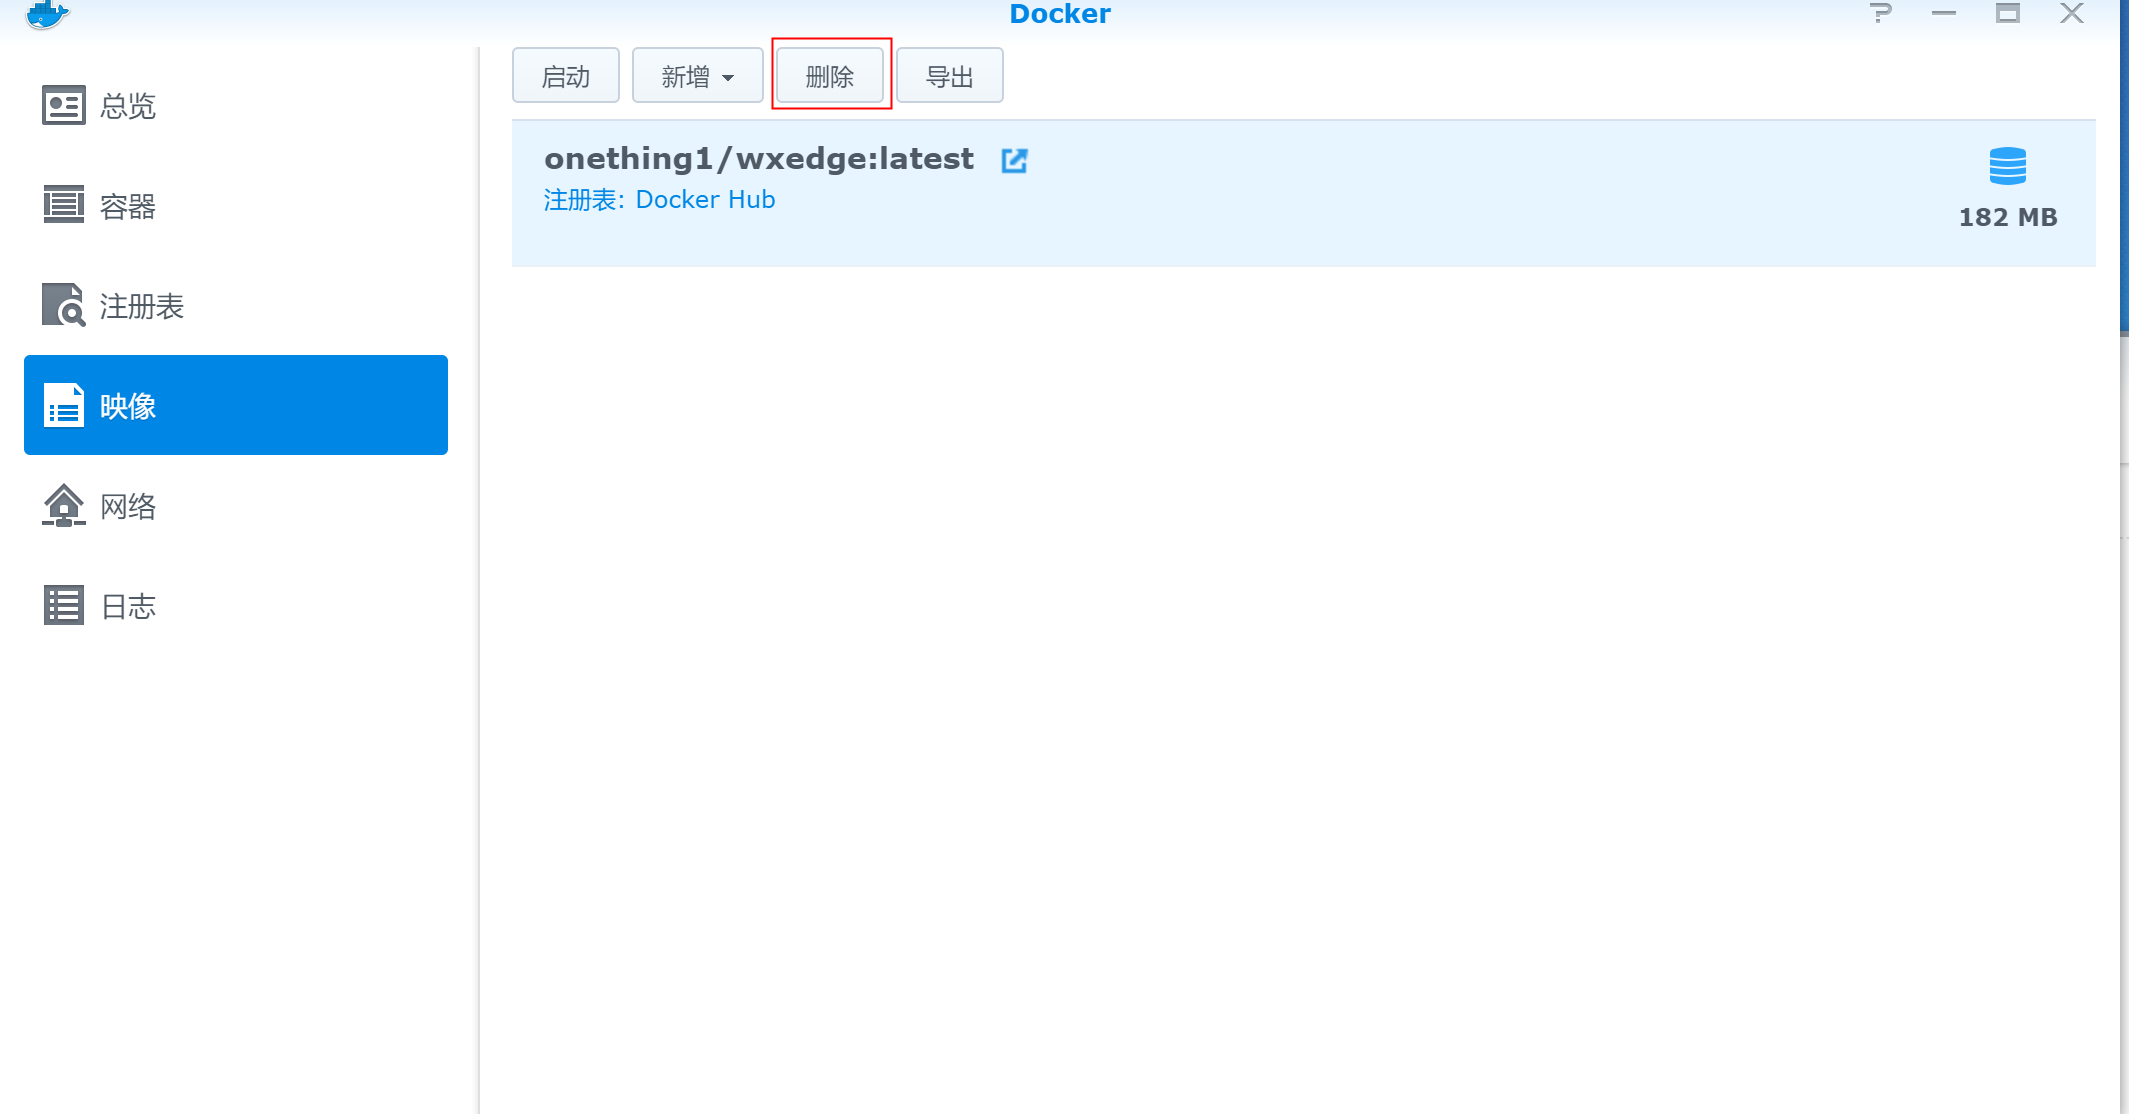 Docker
总览
容器
注册表
映像
网络
日志
启动
新增
删除
导出
onething1/wxedge:latest
注册表: Docker Hub
182 MB